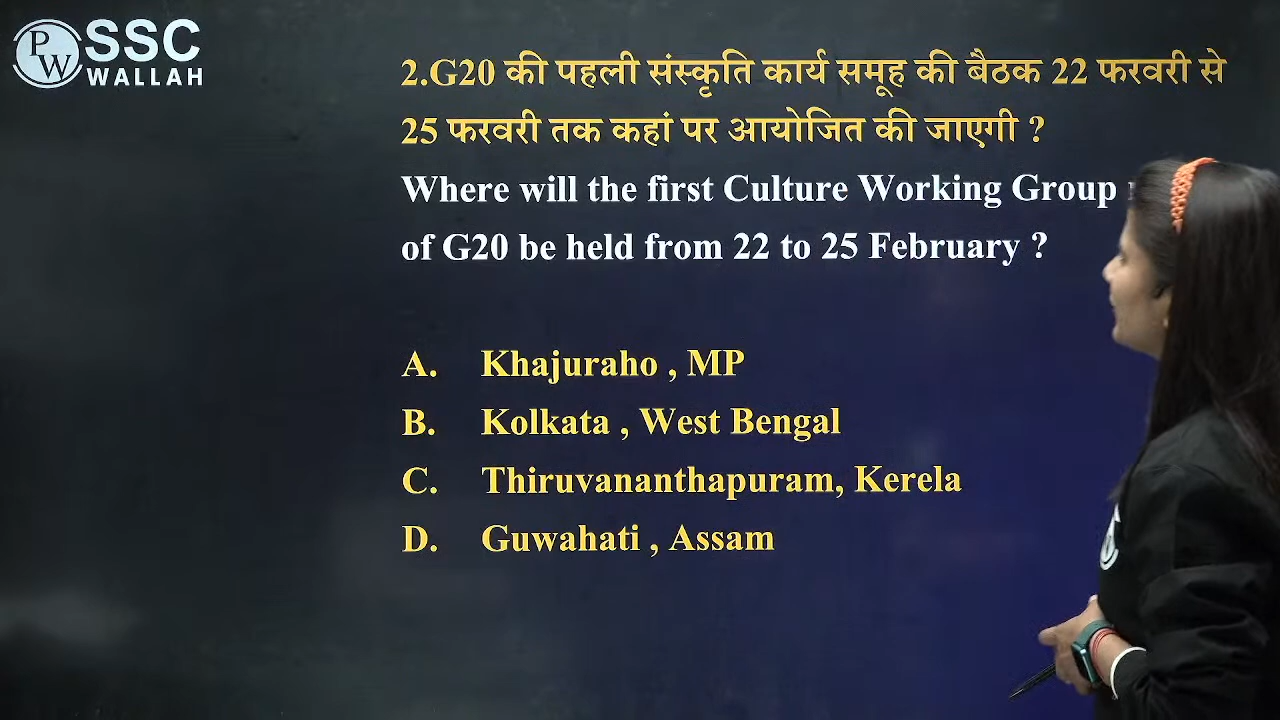 PW SSC
WALLAH
2.G20 की पहली संस्कृति कार्य समूह की बैठक 22 फरवरी से
25 फरवरी तक कहां पर आयोजित की जाएगी ?
Where will the first Culture Working Group
of G20 be held from 22 to 25 February ?
A. Khajuraho , MP
B. Kolkata , West Bengal
C. Thiruvananthapuram, Kerela
D. Guwahati , Assam